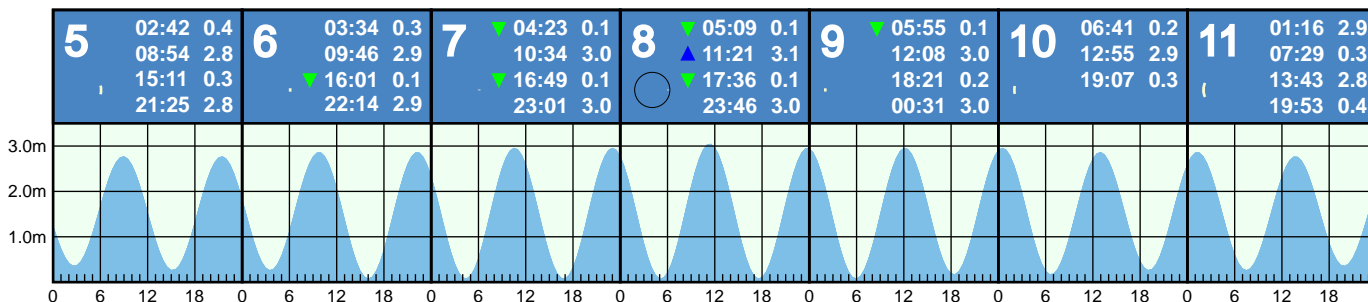 5
02:42 0.4
08:54 2.8
15:11 0.3
21:25 2.8
6
03:34 0.3
09:46 2.9
▼ 16:01 0.1
22:14 2.9
7
▼ 04:23 0.1
10:34 3.0
▼ 16:49 0.1
23:01 3.0
8
▼ 05:09 0.1
▲ 11:21 3.1
▼ 17:36 0.1
23:46 3.0
9
▼ 05:55 0.1
12:08 3.0
18:21 0.2
00:31 3.0
10
06:41 0.2
12:55 2.9
19:07 0.3
11
01:16 2.9
07:29 0.3
13:43 2.8
19:53 0.4
3.0m
2.0m
1.0m
0 6 12 18 0 6 12 18 0 6 12 18 0 6 12 18 0 6 12 18 0 6 12 18 0 6 12 18